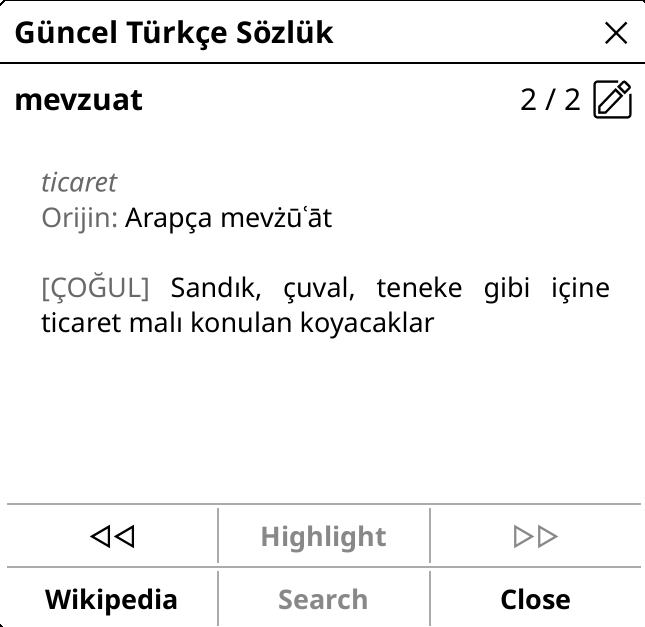 Güncel Türkçe Sözlük
mevzuat 2 / 2
ticaret
Orijin: Arapça mevżūʿāt
[ÇOĞUL] Sandık, çuval, teneke gibi içine
ticaret malı konulan koyacaklar
Highlight
Wikipedia Search Close